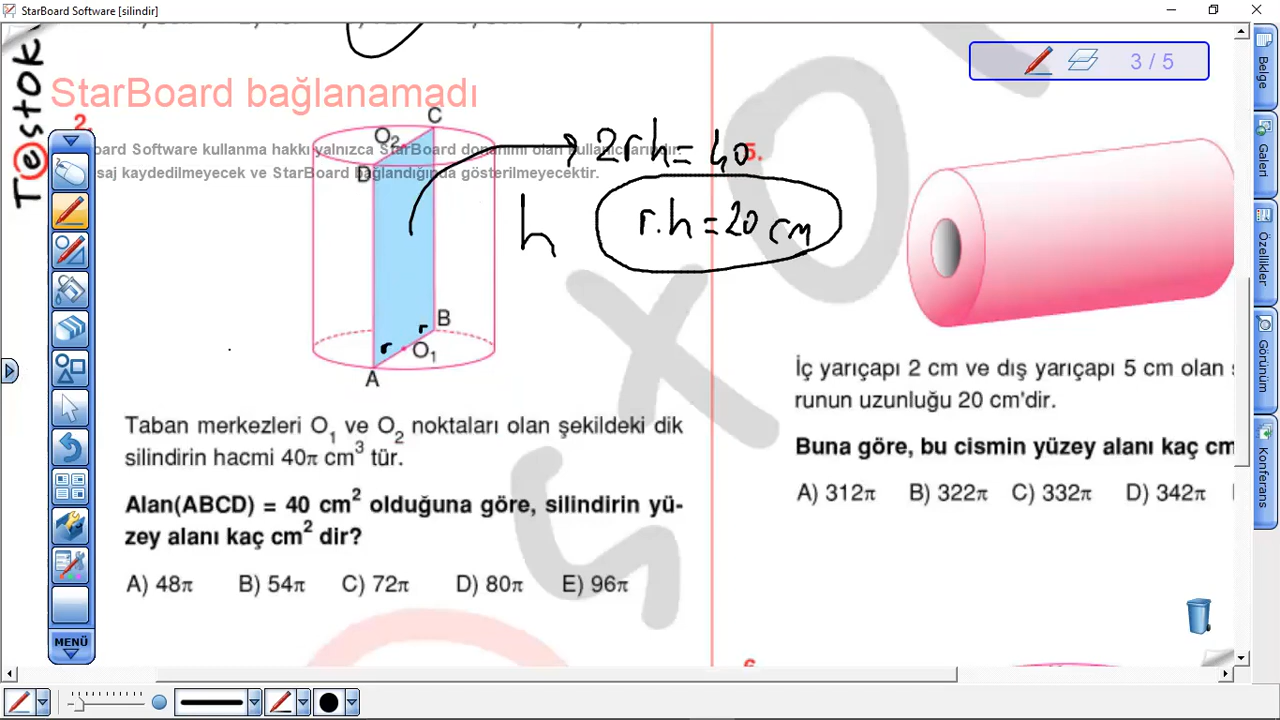 StarBoard Software [silindir]
Testokul
StarBoard bağlanamadı
board Software kullanma hakkı yalnızca StarBoard donanımı olan kullanıcılarındır.
saj kaydedilmeyecek ve StarBoard bağlandığında gösterilmeyecektir.
3 / 5
2.
C
O2
D
h
r
B
r
O1
A
2rh = 40
r.h = 20 cm
Taban merkezleri O1 ve O2 noktaları olan şekildeki dik
silindirin hacmi 40π cm3 tür.
Alan(ABCD) = 40 cm2 olduğuna göre, silindirin yü-
zey alanı kaç cm2 dir?
A) 48π B) 54π C) 72π D) 80π E) 96π
5.
İç yarıçapı 2 cm ve dış yarıçapı 5 cm olan
runun uzunluğu 20 cm'dir.
Buna göre, bu cismin yüzey alanı kaç cm
A) 312π B) 322π C) 332π D) 342π
6.
MENÜ
Belge
Galeri
Özellikler
Görünüm
Konferans